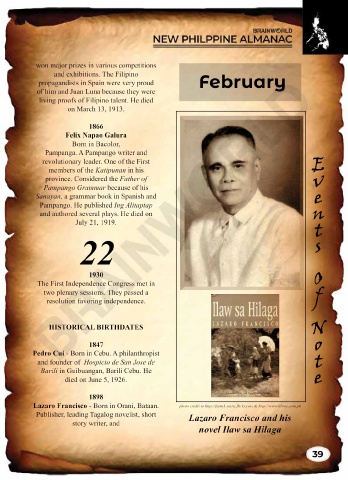 BRAINWORLD
NEW PHILPPINE ALMANAC
won major prizes in various competitions
and exhibitions. The Filipino
propagandists in Spain were very proud
of him and Juan Luna because they were
living proofs of Filipino talent. He died
on March 13, 1913.
1866
Felix Napao Galura
Born in Bacolor,
Pampanga. A Pampango writer and
revolutionary leader. One of the First
members of the Katipunan in his
province. Considered the Father of
Pampango Grammar because of his
Sanayan, a grammar book in Spanish and
Pampango. He published Ing Alitaptap
and authored several plays. He died on
July 21, 1919.
22
1930
The First Independence Congress met in
two plenary sessions. They passed a
resolution favoring independence.
HISTORICAL BIRTHDATES
1847
Pedro Cui - Born in Cebu. A philanthropist
and founder of Hospicio de San Jose de
Barili in Guibuangan, Barili Cebu. He
died on June 5, 1926.
1898
Lazaro Francisco - Born in Orani, Bataan.
Publisher, leading Tagalog novelist, short
story writer, and
February
Ilaw sa Hilaga
LAZARO FRANCISCO
Lazaro Francisco and his
novel Ilaw sa Hilaga
Events Of Note
39